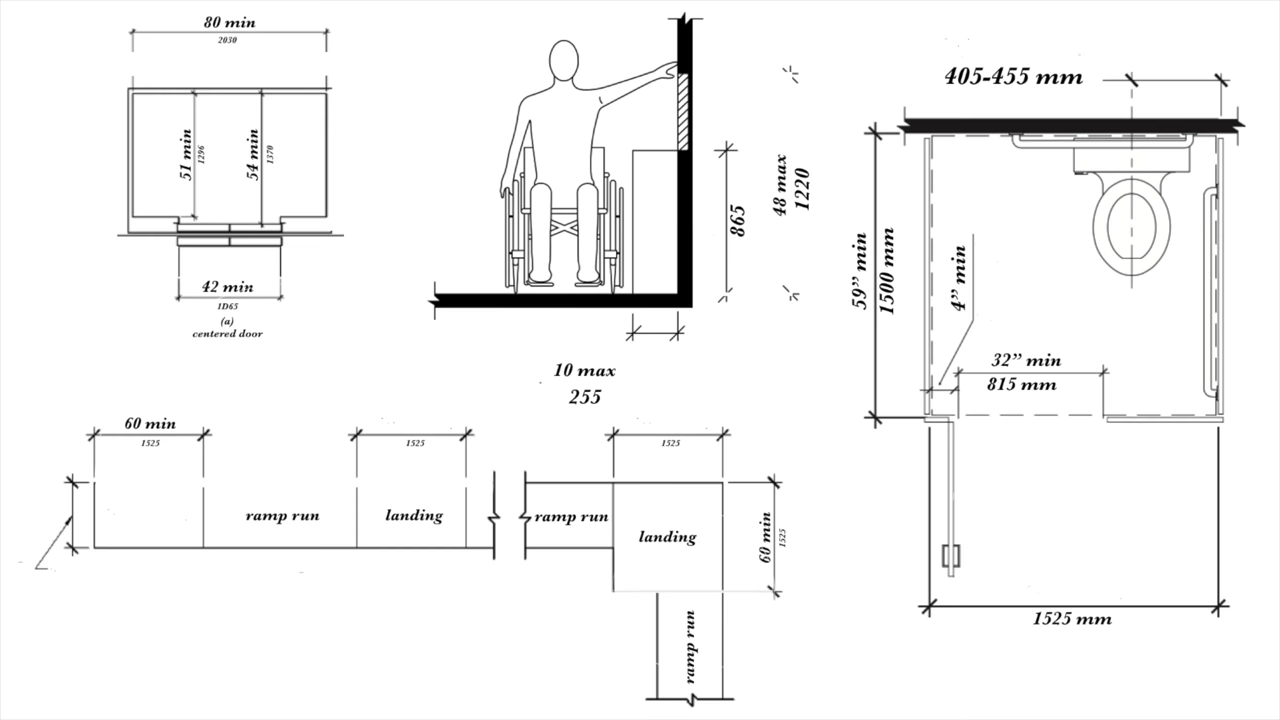 80 min
2030
51 min
1296
54 min
1370
42 min
1D65
(a)
centered door
865
48 max
1220
10 max
255
405-455 mm
59” min
1500 mm
4” min
32” min
815 mm
1525 mm
60 min
1525
1525
1525
ramp run
landing
ramp run
landing
60 min
1525
ramp run